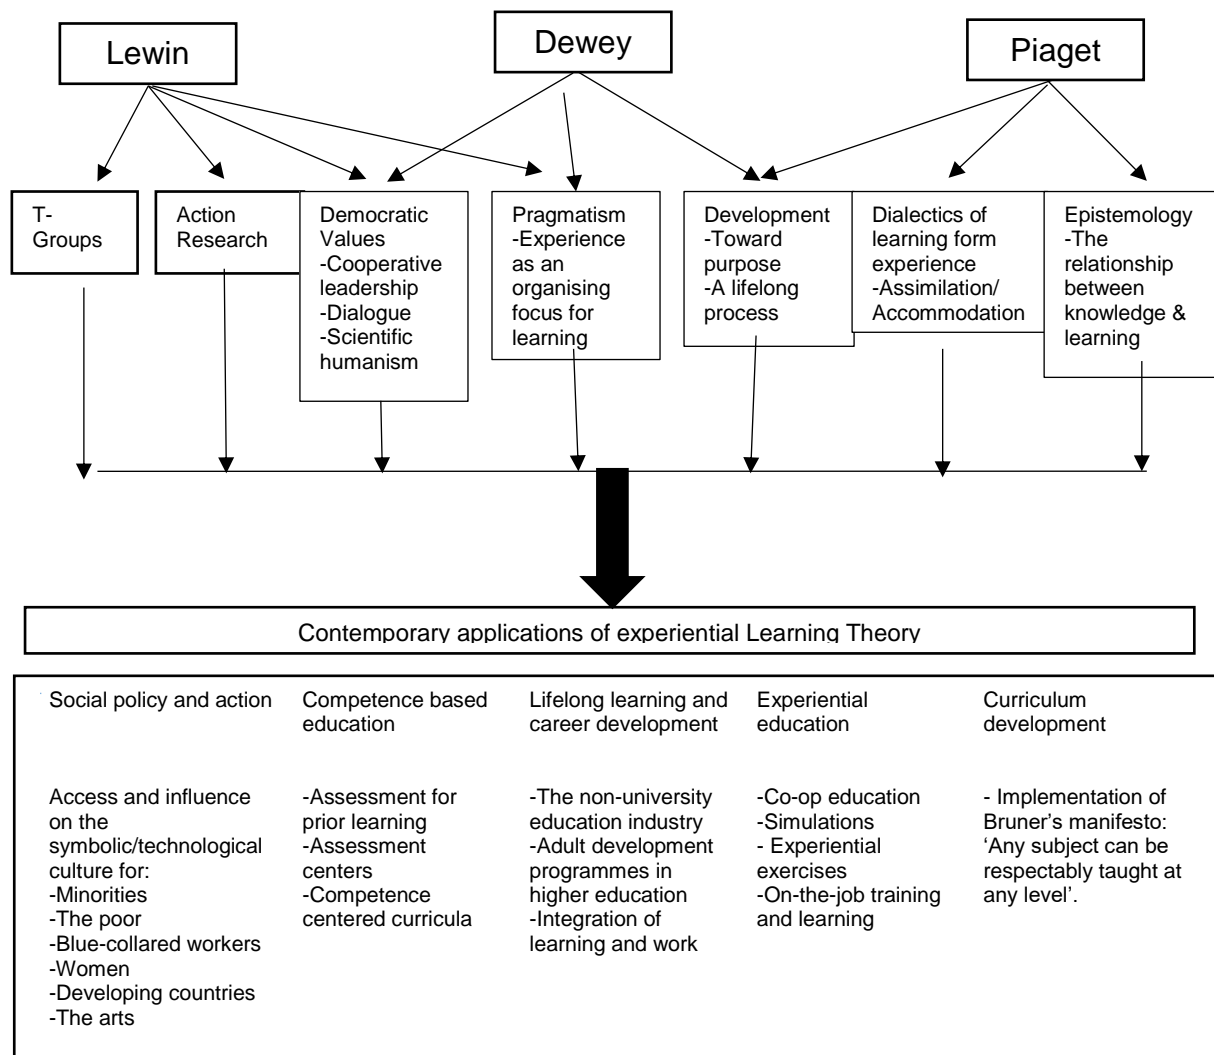 Lewin
Dewey
Piaget
T-
Groups
Action
Research
Democratic
Values
-Cooperative
leadership
-Dialogue
-Scientific
humanism
Pragmatism
-Experience
as an
organising
focus for
learning
Development
-Toward
purpose
-A lifelong
process
Dialectics of
learning form
experience
-Assimilation/
Accommodation
Epistemology
-The
relationship
between
knowledge &
learning
Contemporary applications of experiential Learning Theory
Social policy and action
Access and influence
on the
symbolic/technological
culture for:
-Minorities
-The poor
-Blue-collared workers
-Women
-Developing countries
-The arts
Competence based
education
-Assessment for
prior learning
-Assessment
centers
-Competence
centered curricula
Lifelong learning and
career development
-The non-university
education industry
-Adult development
programmes in
higher education
-Integration of
learning and work
Experiential
education
-Co-op education
-Simulations
- Experiential
exercises
-On-the-job training
and learning
Curriculum
development
- Implementation of
Bruner’s manifesto:
‘Any subject can be
respectably taught at
any level’.